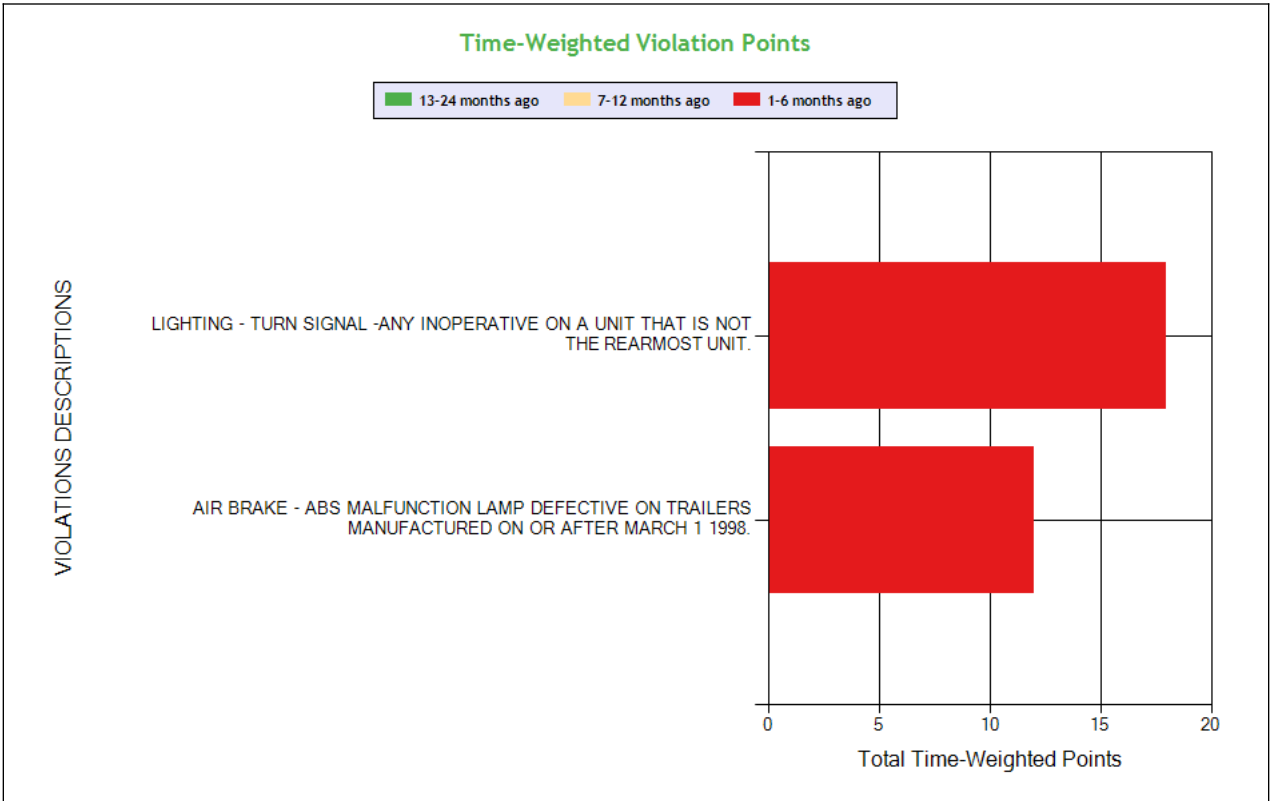 Time-Weighted Violation Points
13-24 months ago 7-12 months ago 1-6 months ago
VIOLATIONS DESCRIPTIONS
LIGHTING - TURN SIGNAL -ANY INOPERATIVE ON A UNIT THAT IS NOT
THE REARMOST UNIT.
AIR BRAKE - ABS MALFUNCTION LAMP DEFECTIVE ON TRAILERS
MANUFACTURED ON OR AFTER MARCH 1 1998.
0 5 10 15 20
Total Time-Weighted Points